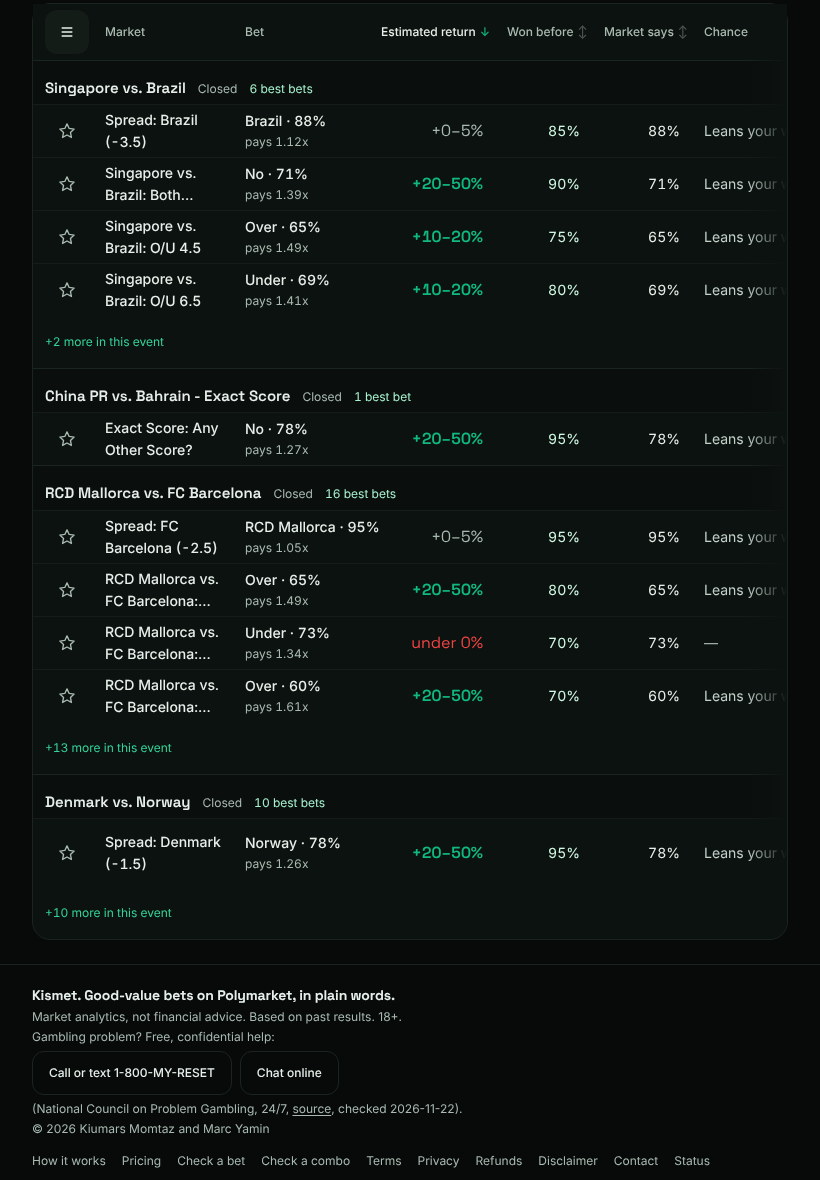 Market Bet Estimated return ↓ Won before ↕ Market says ↕ Chance
Singapore vs. Brazil Closed 6 best bets
Spread: Brazil
(-3.5)
Brazil · 88%
pays 1.12x
+0–5% 85% 88% Leans your
Singapore vs.
Brazil: Both...
No · 71%
pays 1.39x
+20–50% 90% 71% Leans your
Singapore vs.
Brazil: O/U 4.5
Over · 65%
pays 1.49x
+10–20% 75% 65% Leans your
Singapore vs.
Brazil: O/U 6.5
Under · 69%
pays 1.41x
+10–20% 80% 69% Leans your
+2 more in this event
China PR vs. Bahrain - Exact Score Closed 1 best bet
Exact Score: Any
Other Score?
No · 78%
pays 1.27x
+20–50% 95% 78% Leans your
RCD Mallorca vs. FC Barcelona Closed 16 best bets
Spread: FC
Barcelona (-2.5)
RCD Mallorca · 95%
pays 1.05x
+0–5% 95% 95% Leans your
RCD Mallorca vs.
FC Barcelona:...
Over · 65%
pays 1.49x
+20–50% 80% 65% Leans your
RCD Mallorca vs.
FC Barcelona:...
Under · 73%
pays 1.34x
under 0% 70% 73% —
RCD Mallorca vs.
FC Barcelona:...
Over · 60%
pays 1.61x
+20–50% 70% 60% Leans your
+13 more in this event
Denmark vs. Norway Closed 10 best bets
Spread: Denmark
(-1.5)
Norway · 78%
pays 1.26x
+20–50% 95% 78% Leans your
+10 more in this event
Kismet. Good-value bets on Polymarket, in plain words.
Market analytics, not financial advice. Based on past results. 18+.
Gambling problem? Free, confidential help:
Call or text 1-800-MY-RESET Chat online
(National Council on Problem Gambling, 24/7, source, checked 2026-11-22).
© 2026 Kiumars Momtaz and Marc Yamin
How it works Pricing Check a bet Check a combo Terms Privacy Refunds Disclaimer Contact Status